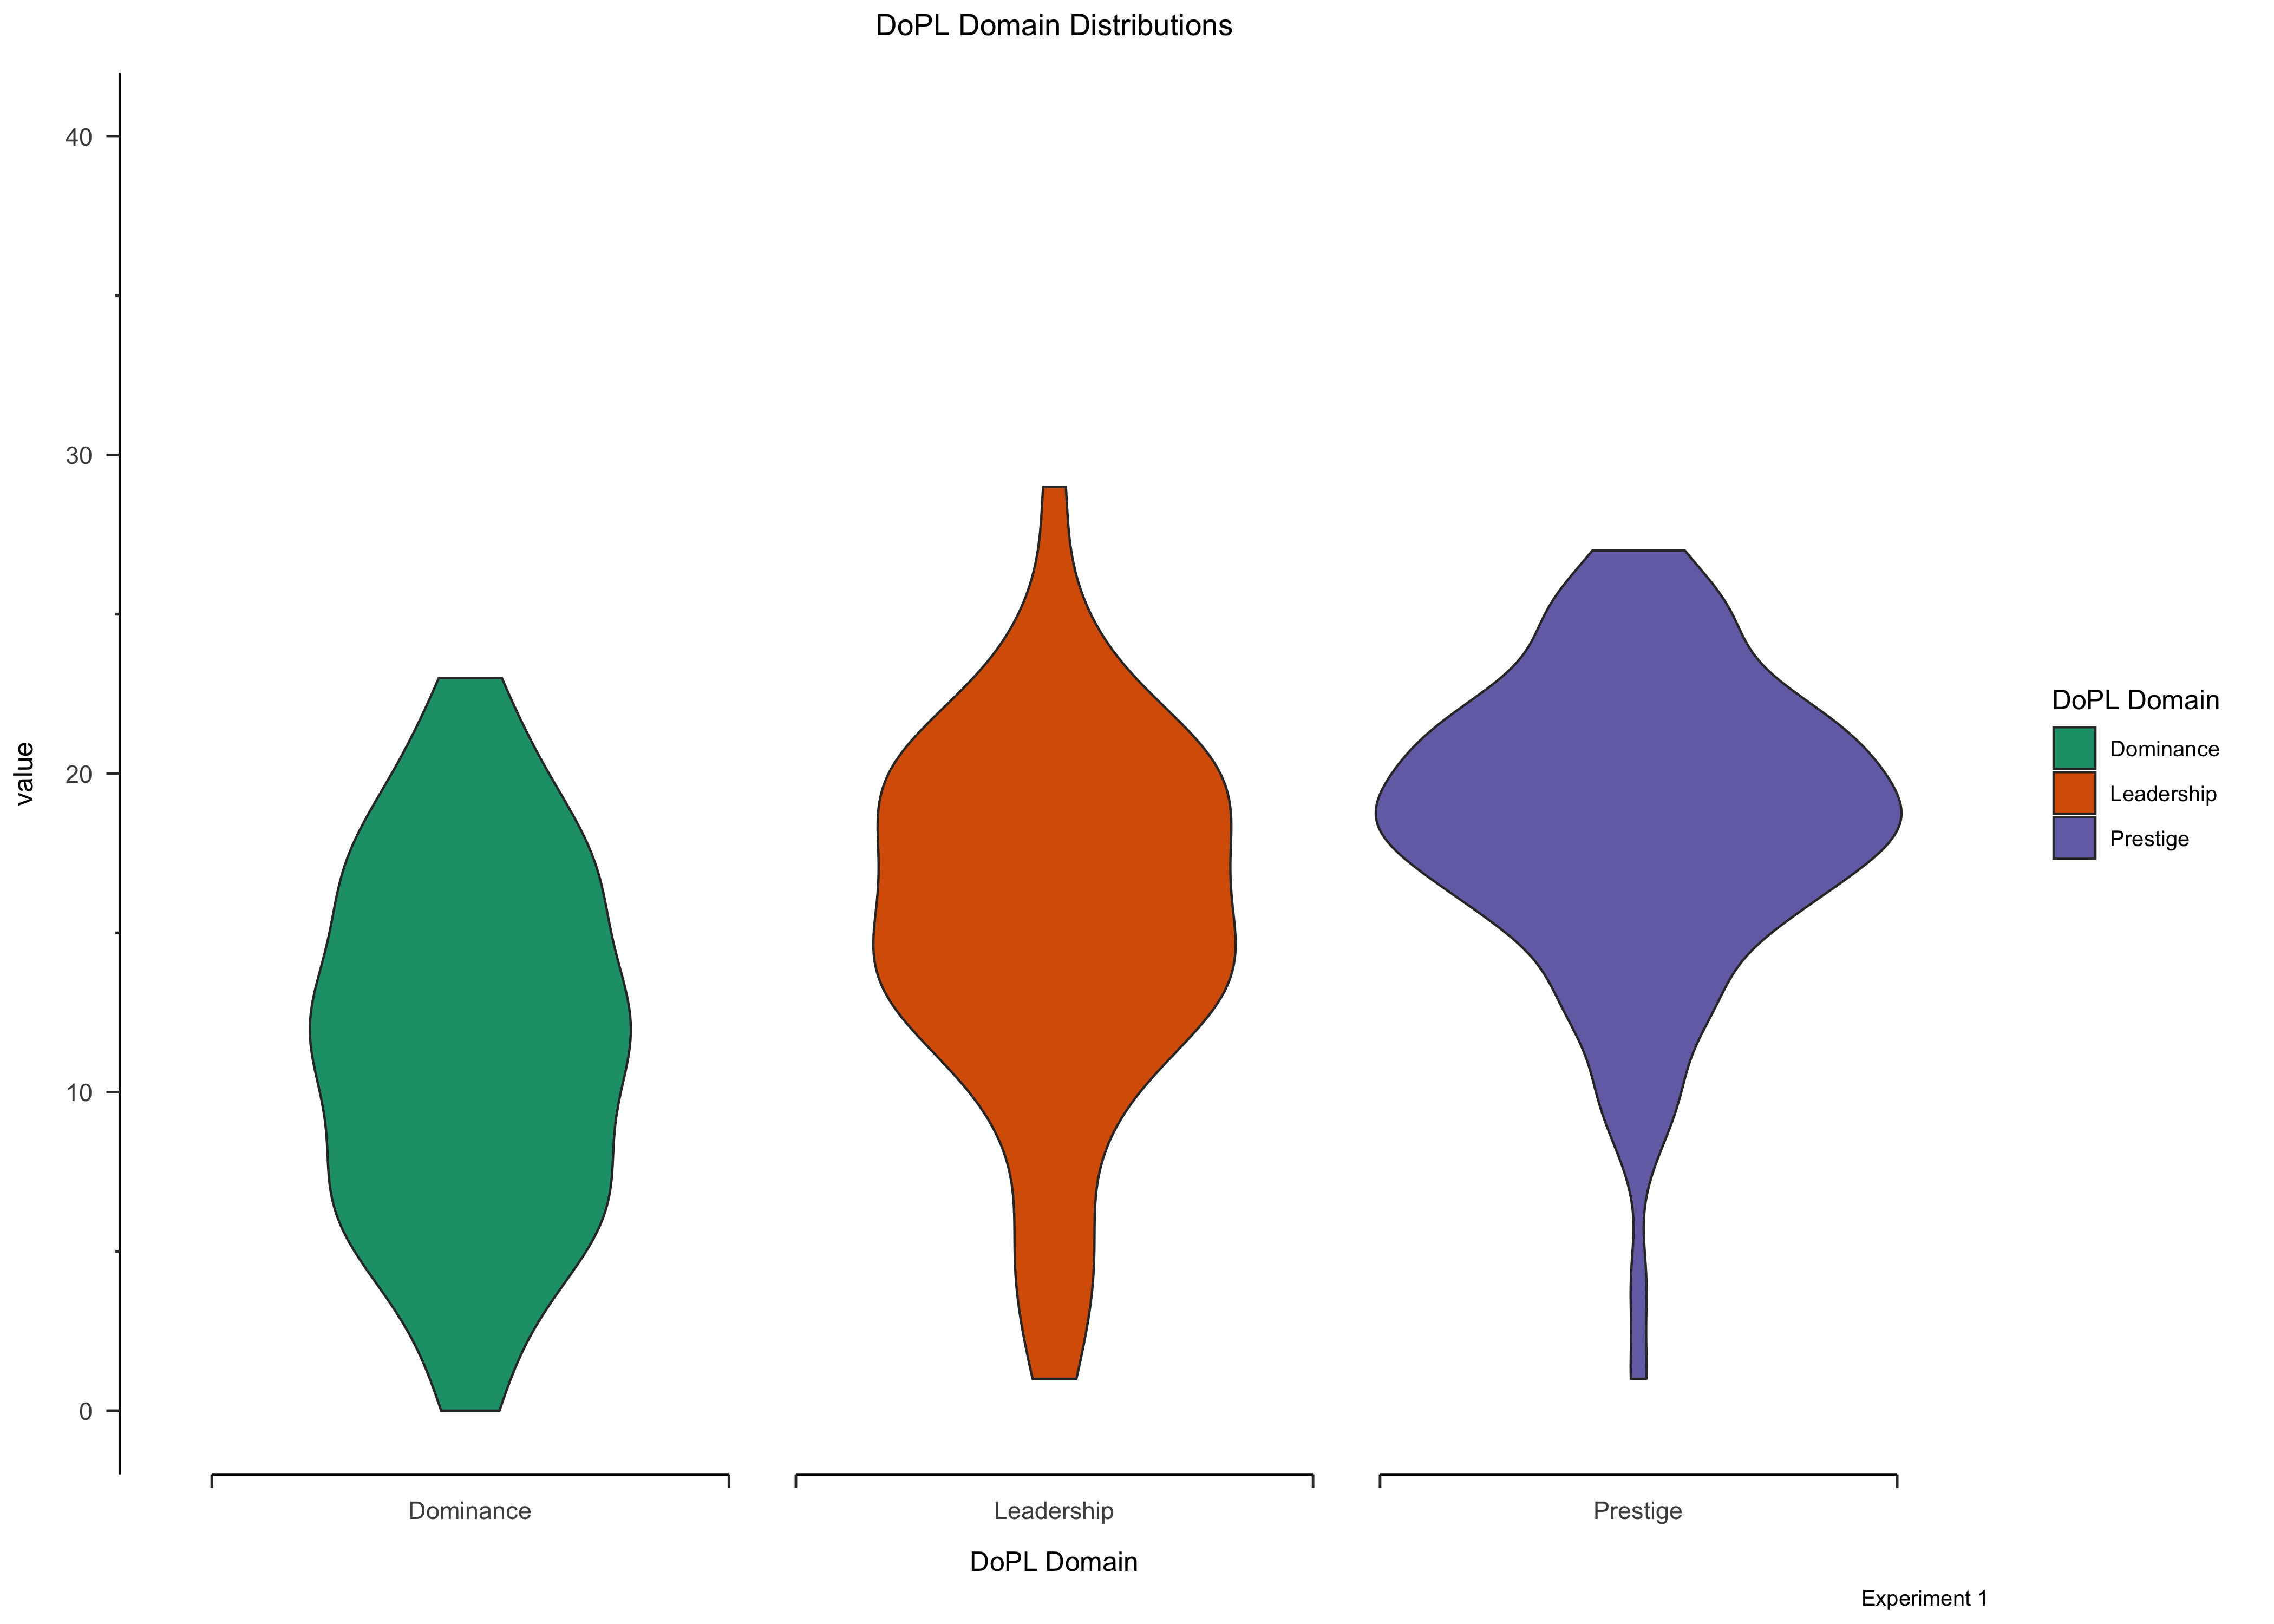 DoPL Domain Distributions
value
40
30
20
10
0
Dominance
Leadership
Prestige
DoPL Domain
DoPL Domain
Dominance
Leadership
Prestige
Experiment 1